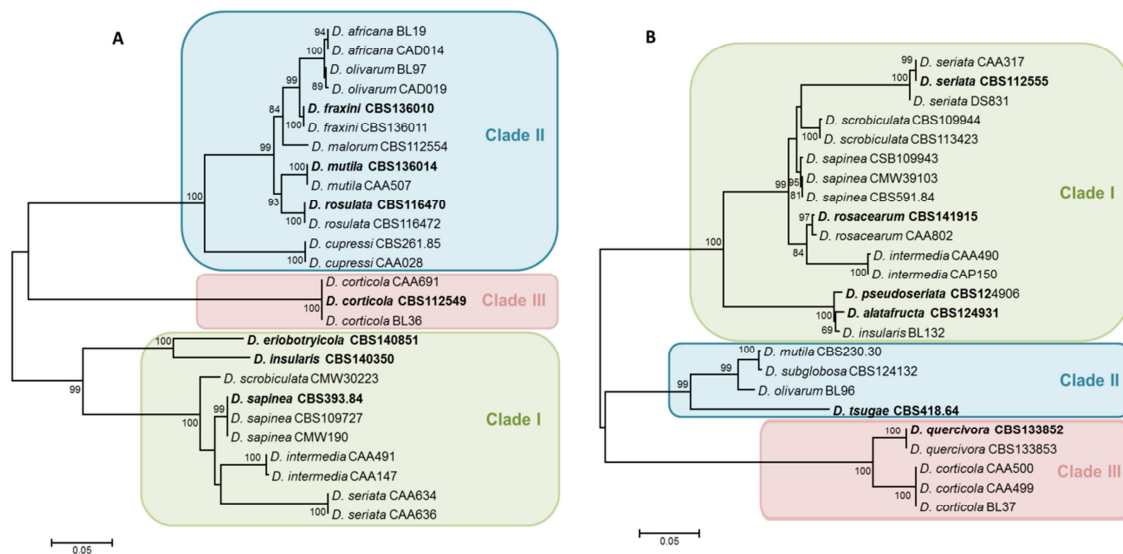 A
94
D. africana BL19
100
D. africana CAD014
99
D. olivarum BL97
89
D. olivarum CAD019
84
D. fraxini CBS136010
100
D. fraxini CBS136011
99
D. malorum CBS112554
Clade II
100
D. mutila CBS136014
D. mutila CAA507
100
93
D. rosulata CBS116470
100
D. rosulata CBS116472
D. cupressi CBS261.85
100
D. cupressi CAA028
D. corticola CAA691
D. corticola CBS112549
Clade III
100
D. corticola BL36
D. eriobotryicola CBS140851
100
D. insularis CBS140350
99
D. scrobiculata CMW30223
D. sapinea CBS393.84
99
D. sapinea CBS109727
Clade I
100
D. sapinea CMW190
100
D. intermedia CAA491
D. intermedia CAA147
D. seriata CAA634
100
D. seriata CAA636
0.05
B
99
D. seriata CAA317
100
D. seriata CBS112555
D. seriata DS831
D. scrobiculata CBS109944
100
D. scrobiculata CBS113423
D. sapinea CSB109943
99
95
D. sapinea CMW39103
81
D. sapinea CBS591.84
Clade I
97
D. rosacearum CBS141915
D. rosacearum CAA802
100
84
D. intermedia CAA490
100
D. intermedia CAP150
D. pseudoseriata CBS124906
100
D. alatafructa CBS124931
69
D. insularis BL132
100
D. mutila CBS230.30
99
D. subglobosa CBS124132
99
D. olivarum BL96
Clade II
D. tsugae CBS418.64
100
D. quercivora CBS133852
D. quercivora CBS133853
100
D. corticola CAA500
Clade III
D. corticola CAA499
100
D. corticola BL37
0.05